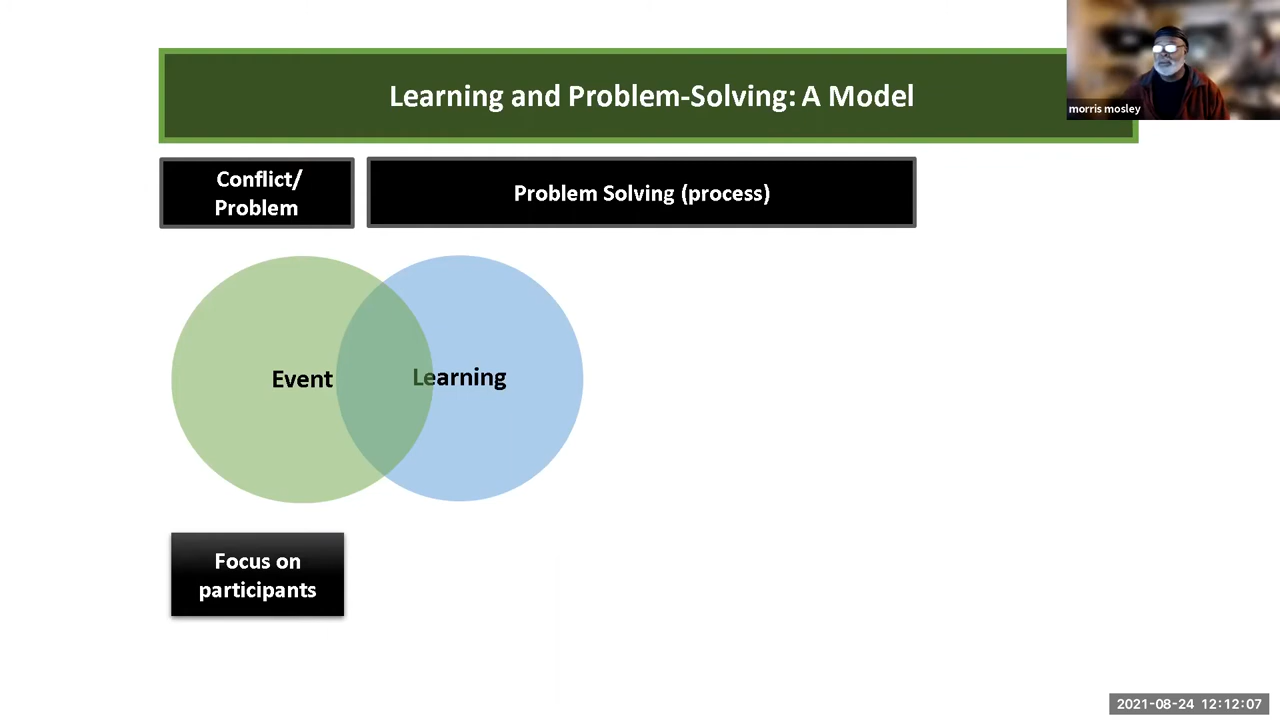 Learning and Problem-Solving: A Model
morris mosley
Conflict/
Problem
Problem Solving (process)
Event
Learning
Focus on
participants
2021-08-24 12:12:07